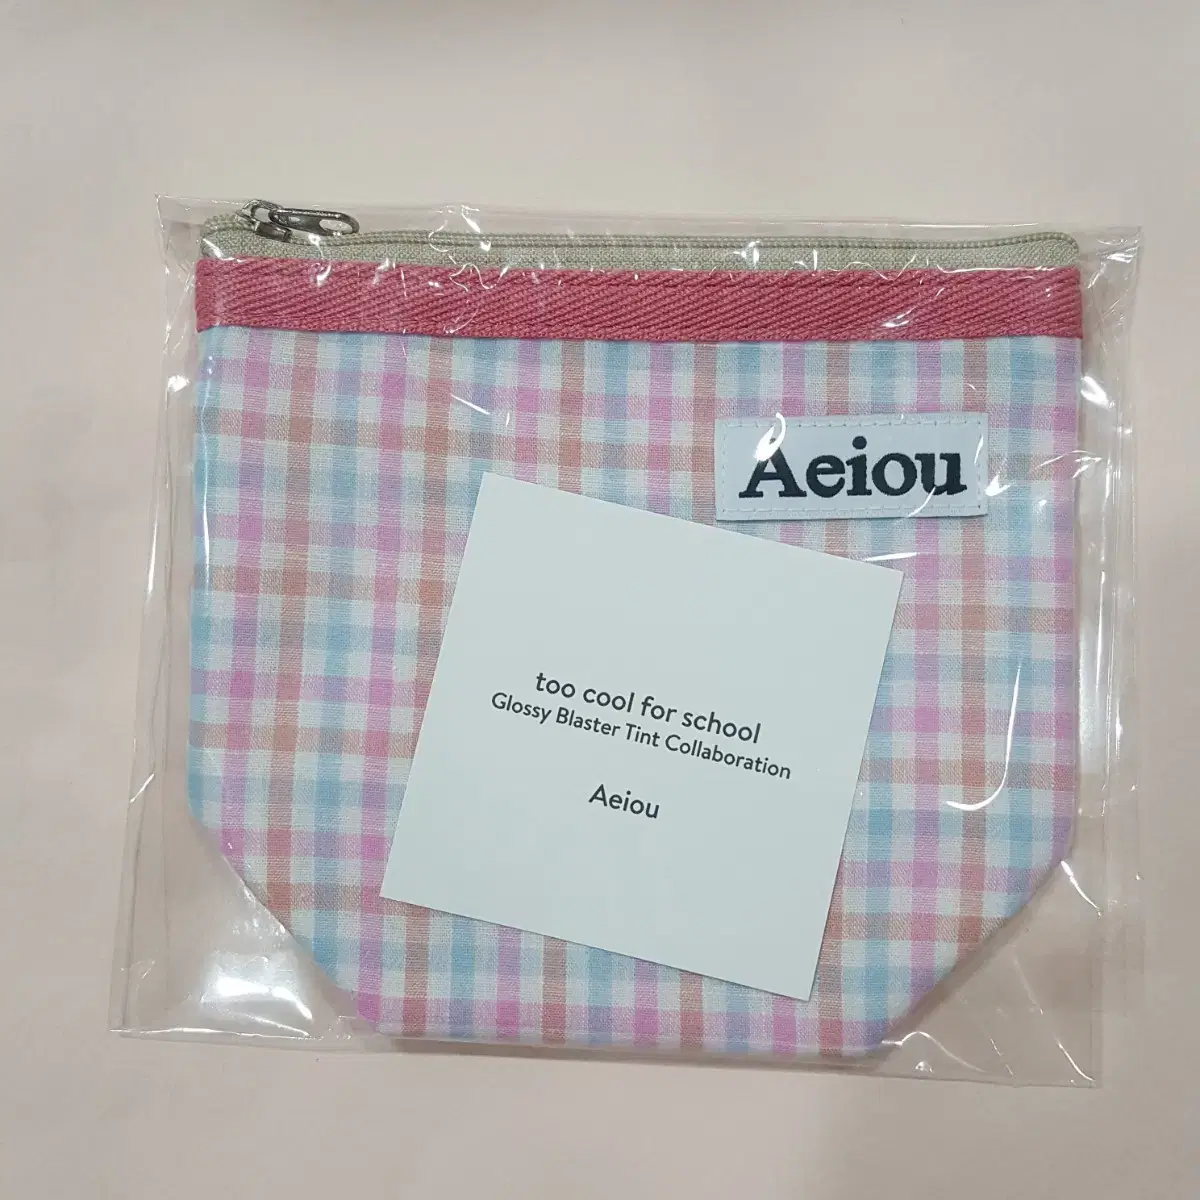 Aeiou
too cool for school
Glossy Blaster Tint Collaboration
Aeiou